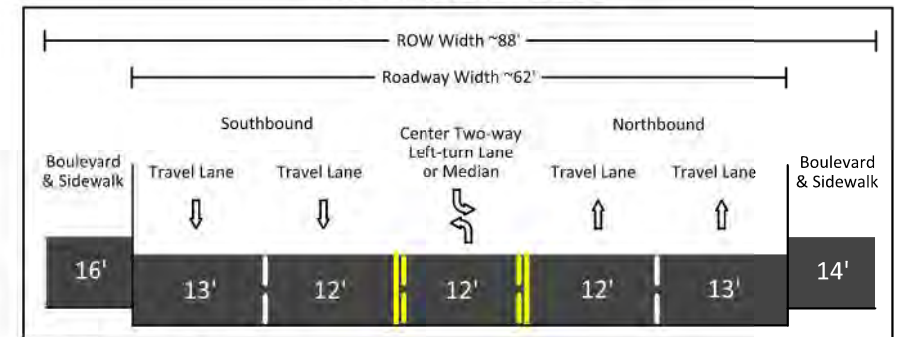 ROW Width ~88'
Roadway Width ~62'
Southbound
Northbound
Center Two-way
Left-turn Lane
or Median
Boulevard
& Sidewalk
Travel Lane
Travel Lane
Travel Lane
Travel Lane
Boulevard
& Sidewalk
16'
13'
12'
12'
12'
13'
14'